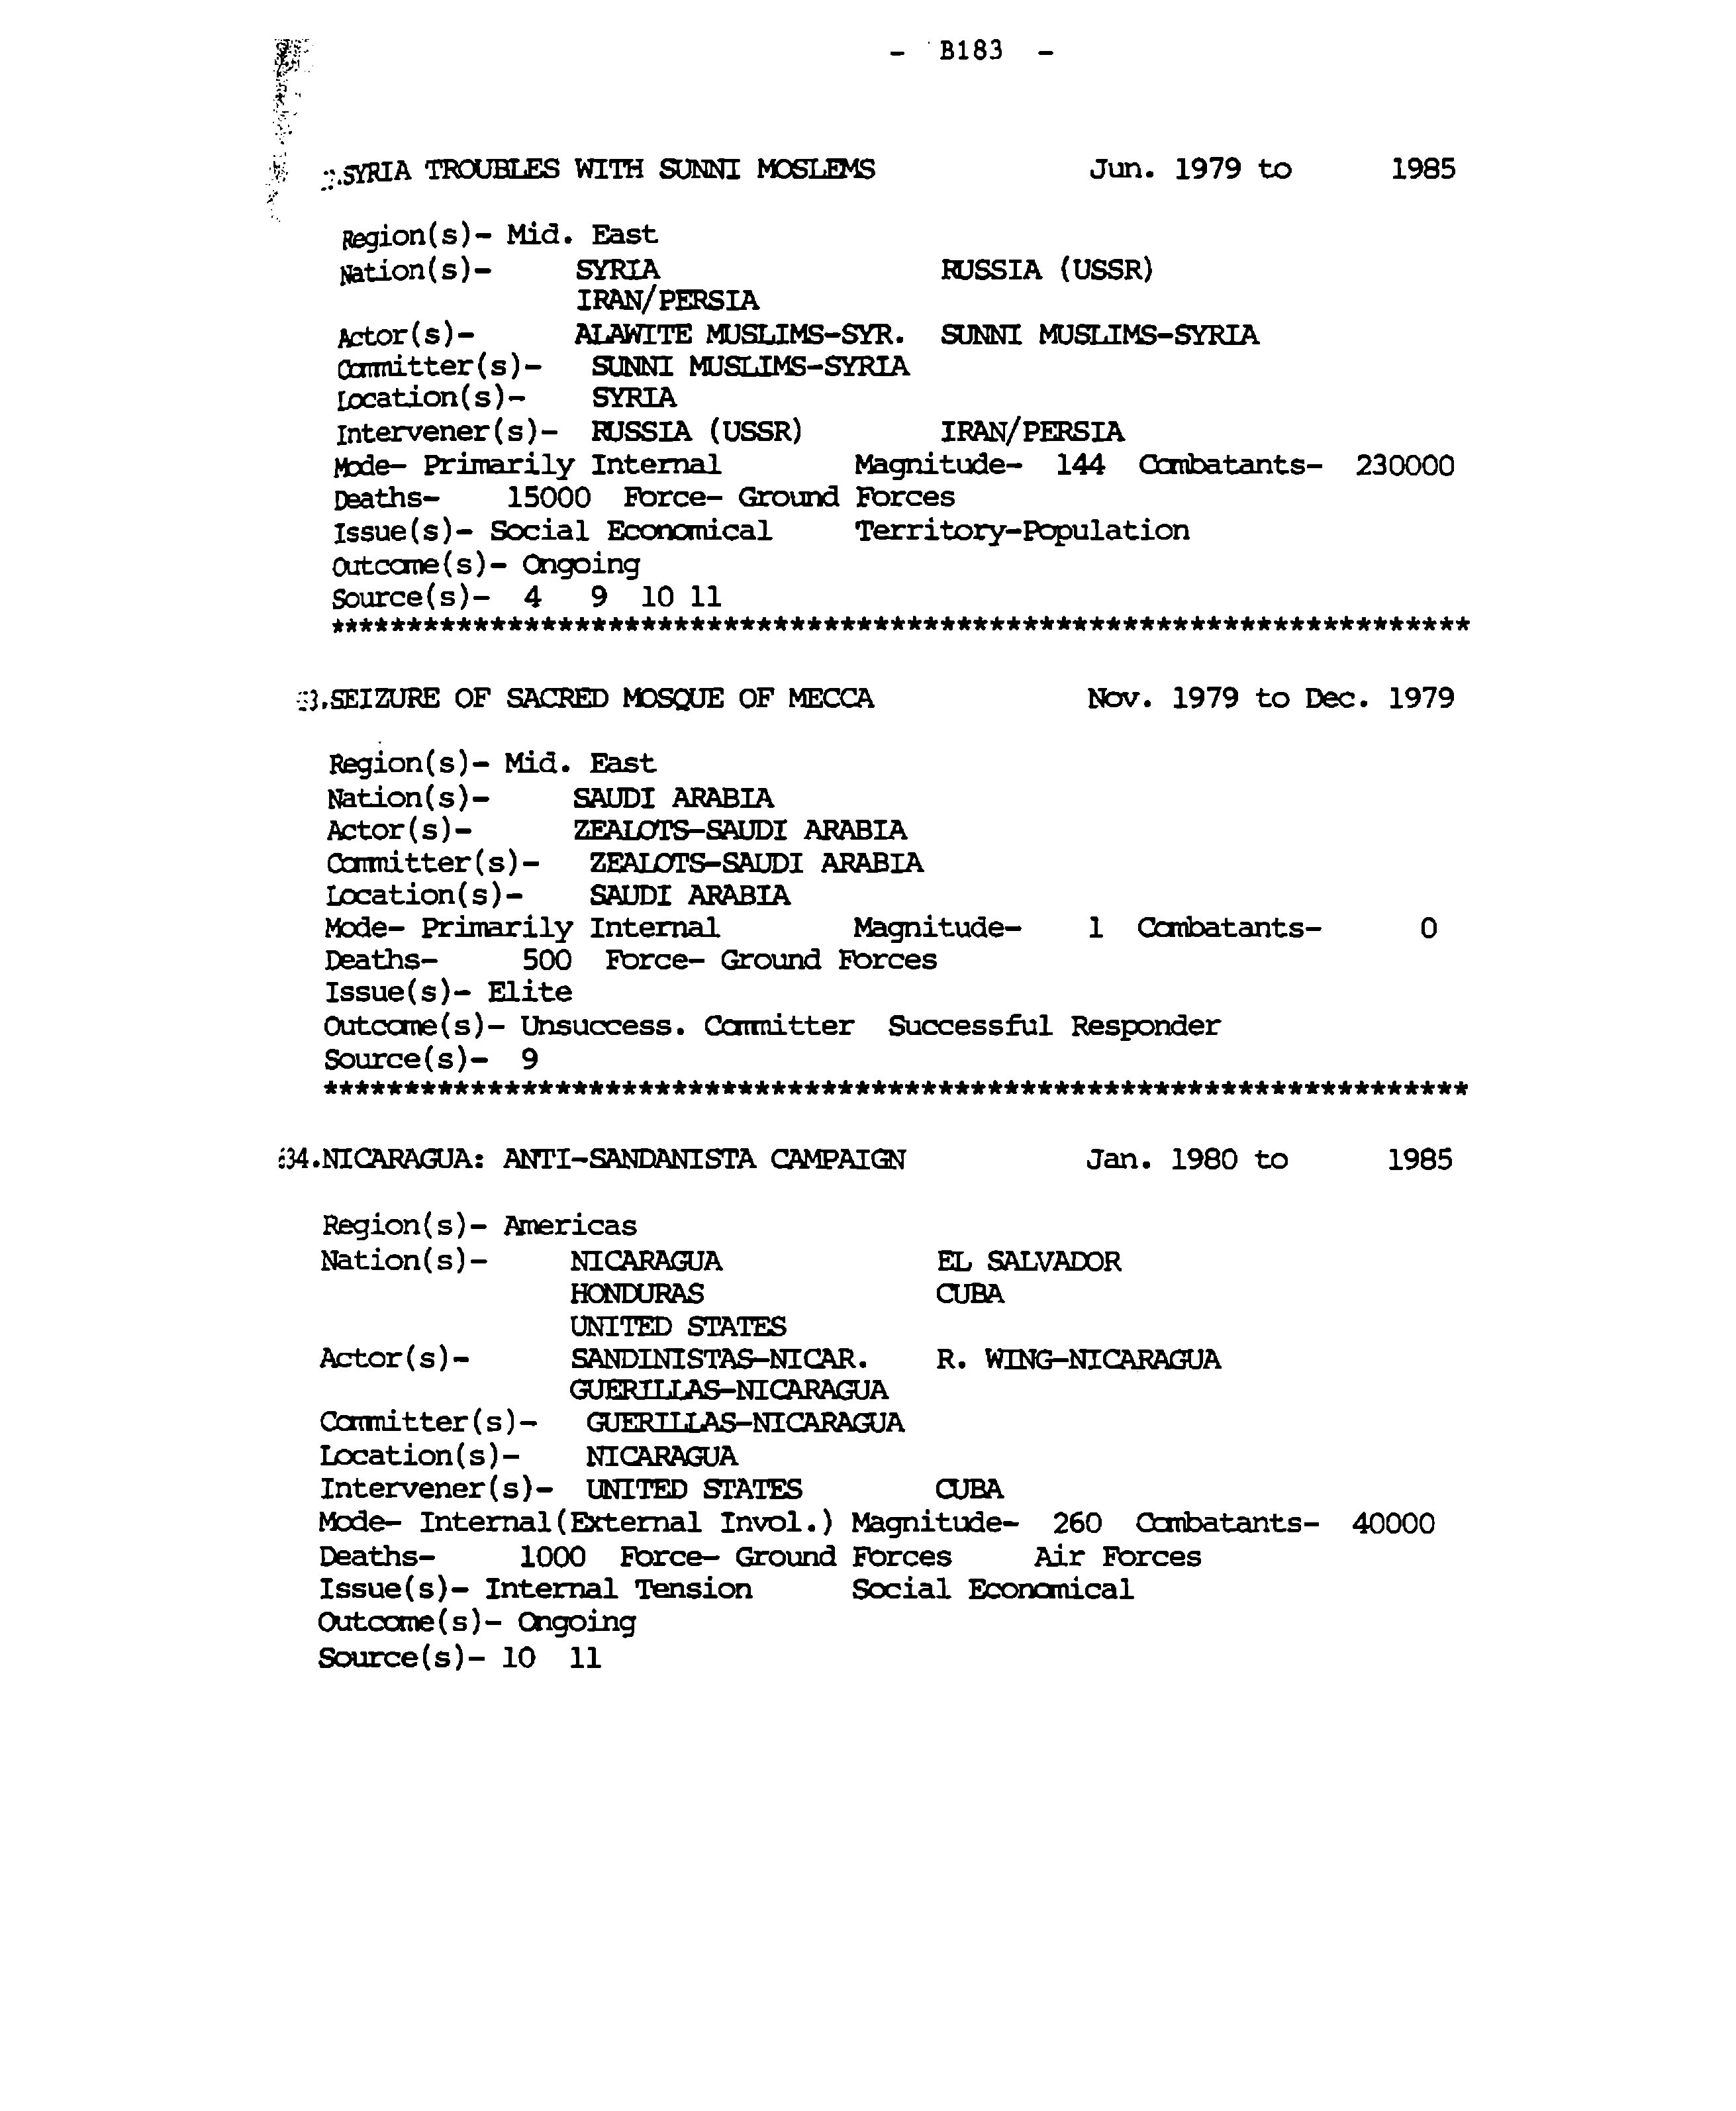 - B183 -
SYRIA TROUBLES WITH SUNNI MOSLEMS Jun. 1979 to 1985
Region(s)- Mid. East
Nation(s)- SYRIA RUSSIA (USSR)
IRAN/PERSIA
Actor(s)- ALAWITE MUSLIMS-SYR. SUNNI MUSLIMS-SYRIA
Committer(s)- SUNNI MUSLIMS-SYRIA
Location(s)- SYRIA
Intervener(s)- RUSSIA (USSR) IRAN/PERSIA
Mode- Primarily Internal Magnitude- 144 Combatants- 230000
Deaths- 15000 Force- Ground Forces
Issue(s)- Social Economical Territory-Population
Outcome(s)- Ongoing
Source(s)- 4 9 10 11
*********************************************************************
3.SEIZURE OF SACRED MOSQUE OF MECCA Nov. 1979 to Dec. 1979
Region(s)- Mid. East
Nation(s)- SAUDI ARABIA
Actor(s)- ZEALOTS-SAUDI ARABIA
Committer(s)- ZEALOTS-SAUDI ARABIA
Location(s)- SAUDI ARABIA
Mode- Primarily Internal Magnitude- 1 Combatants- 0
Deaths- 500 Force- Ground Forces
Issue(s)- Elite
Outcome(s)- Unsuccess. Committer Successful Responder
Source(s)- 9
*********************************************************************
34.NICARAGUA: ANTI-SANDANISTA CAMPAIGN Jan. 1980 to 1985
Region(s)- Americas
Nation(s)- NICARAGUA EL SALVADOR
HONDURAS CUBA
UNITED STATES
Actor(s)- SANDINISTAS-NICAR. R. WING-NICARAGUA
GUERILLAS-NICARAGUA
Committer(s)- GUERILLAS-NICARAGUA
Location(s)- NICARAGUA
Intervener(s)- UNITED STATES CUBA
Mode- Internal(External Invol.) Magnitude- 260 Combatants- 40000
Deaths- 1000 Force- Ground Forces Air Forces
Issue(s)- Internal Tension Social Economical
Outcome(s)- Ongoing
Source(s)- 10 11